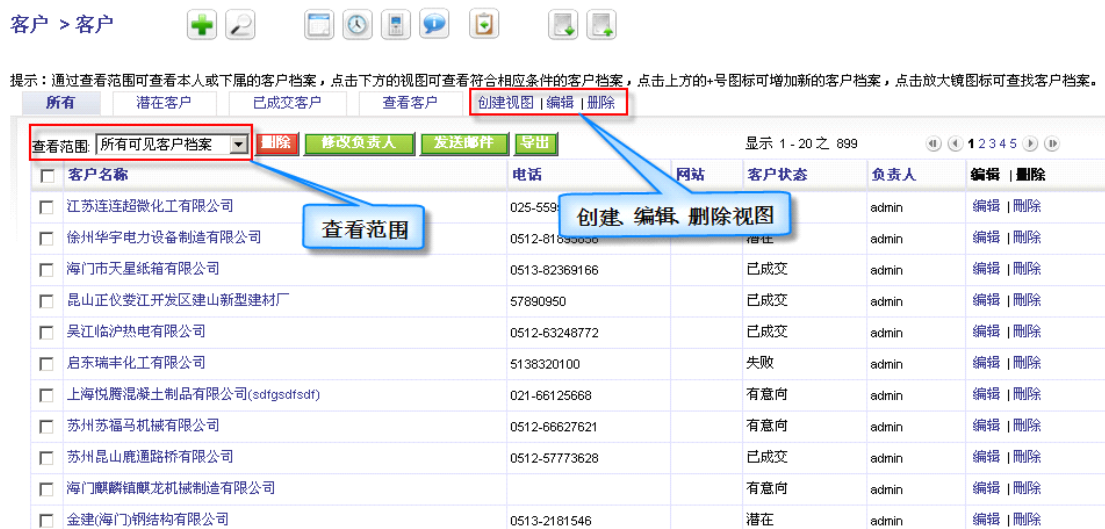 客户 > 客户
提示：通过查看范围可查看本人或下属的客户档案，点击下方的视图可查看符合相应条件的客户档案，点击上方的+号图标可增加新的客户档案，点击放大镜图标可查找客户档案。
所有 潜在客户 已成交客户 查看客户 创建视图 | 编辑 | 删除
查看范围: 所有可见客户档案 删除 修改负责人 发送邮件 导出 显示 1 - 20 之 899 1 2 3 4 5
客户名称 电话 网站 客户状态 负责人 编辑 | 删除
江苏连连超微化工有限公司 admin 编辑 | 删除
查看范围
创建、编辑、删除视图
徐州华宇电力设备制造有限公司 潜在 admin 编辑 | 删除
海门市天星纸箱有限公司 0513-82369166 已成交 admin 编辑 | 删除
昆山正仪娄江开发区建山新型建材厂 57890950 已成交 admin 编辑 | 删除
吴江临沪热电有限公司 0512-63248772 已成交 admin 编辑 | 删除
启东瑞丰化工有限公司 5138320100 失败 admin 编辑 | 删除
上海悦腾混凝土制品有限公司(sdfgsdfsdf) 021-66125668 有意向 admin 编辑 | 删除
苏州苏福马机械有限公司 0512-66627621 有意向 admin 编辑 | 删除
苏州昆山鹿通路桥有限公司 0512-57773628 已成交 admin 编辑 | 删除
海门麒麟镇麒龙机械制造有限公司 有意向 admin 编辑 | 删除
金建(海门)钢结构有限公司 0513-2181546 潜在 admin 编辑 | 删除